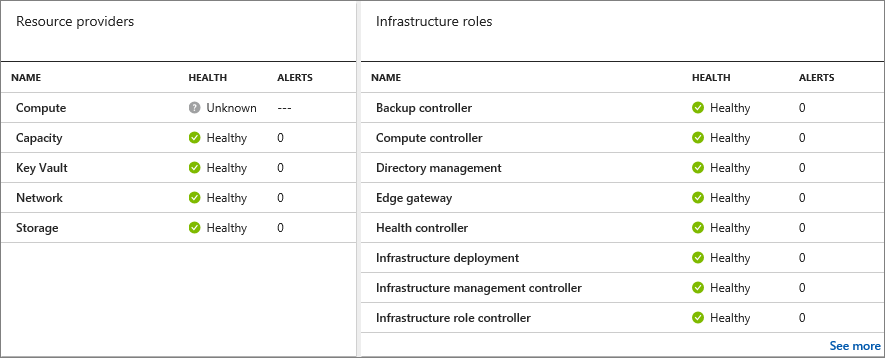 Resource providers
NAME HEALTH ALERTS
Compute Unknown ---
Capacity Healthy 0
Key Vault Healthy 0
Network Healthy 0
Storage Healthy 0
Infrastructure roles
NAME HEALTH ALERTS
Backup controller Healthy 0
Compute controller Healthy 0
Directory management Healthy 0
Edge gateway Healthy 0
Health controller Healthy 0
Infrastructure deployment Healthy 0
Infrastructure management controller Healthy 0
Infrastructure role controller Healthy 0
See more